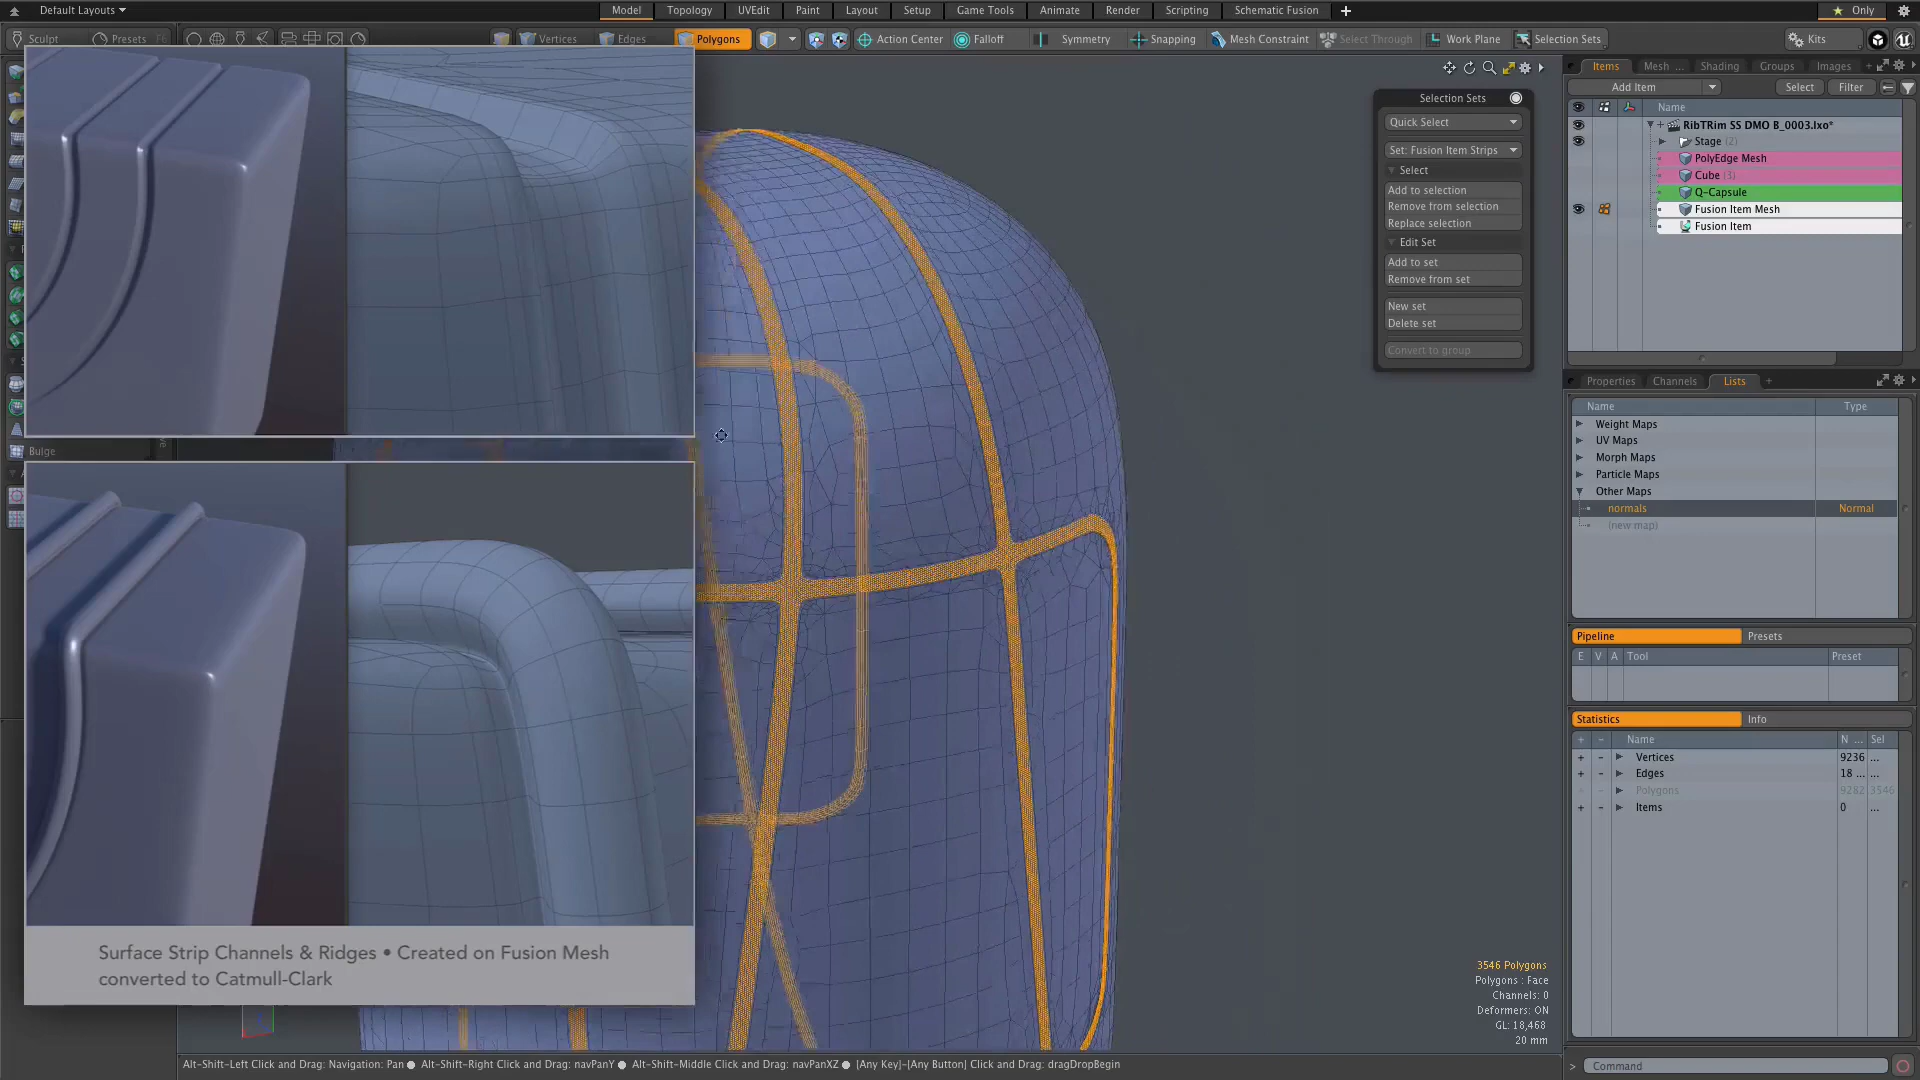 Default Layouts
Model
Topology
UVEdit
Paint
Layout
Setup
Game Tools
Animate
Render
Scripting
Schematic Fusion
Only
Sculpt
Presets
F6
Vertices
Edges
Polygons
Action Center
Falloff
Symmetry
Snapping
Mesh Constraint
Select Through
Work Plane
Selection Sets
Kits
Items
Mesh ...
Shading
Groups
Images
Add Item
Select
Filter
Name
RibTRim SS DMO B_0003.lxo*
Stage (2)
PolyEdge Mesh
Cube (3)
Q-Capsule
Fusion Item Mesh
Fusion Item
Selection Sets
Quick Select
Set: Fusion Item Strips
Select
Add to selection
Remove from selection
Replace selection
Edit Set
Add to set
Remove from set
New set
Delete set
Convert to group
Properties
Channels
Lists
Name
Type
Weight Maps
UV Maps
Morph Maps
Particle Maps
Other Maps
normals
Normal
(new map)
Pipeline
Presets
E V A Tool
Preset
Statistics
Info
Name
N ...
Sel
Vertices
9236
...
Edges
18 ...
...
Polygons
9282
3546
Items
0
...
Bulge
Surface Strip Channels & Ridges • Created on Fusion Mesh
converted to Catmull-Clark
3546 Polygons
Polygons : Face
Channels: 0
Deformers: ON
GL: 18,468
20 mm
Alt-Shift-Left Click and Drag: Navigation: Pan ● Alt-Shift-Right Click and Drag: navPanY ● Alt-Shift-Middle Click and Drag: navPanXZ ● [Any Key]-[Any Button] Click and Drag: dragDropBegin
> Command